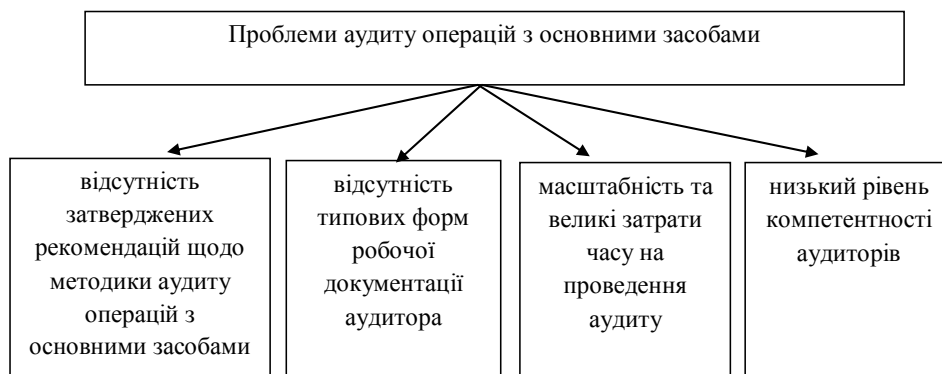 Проблеми аудиту операцій з основними засобами
відсутність
затверджених
рекомендацій щодо
методики аудиту
операцій з
основними засобами
відсутність
типових форм
робочої
документації
аудитора
масштабність та
великі затрати
часу на
проведення
аудиту
низький рівень
компетентності
аудиторів